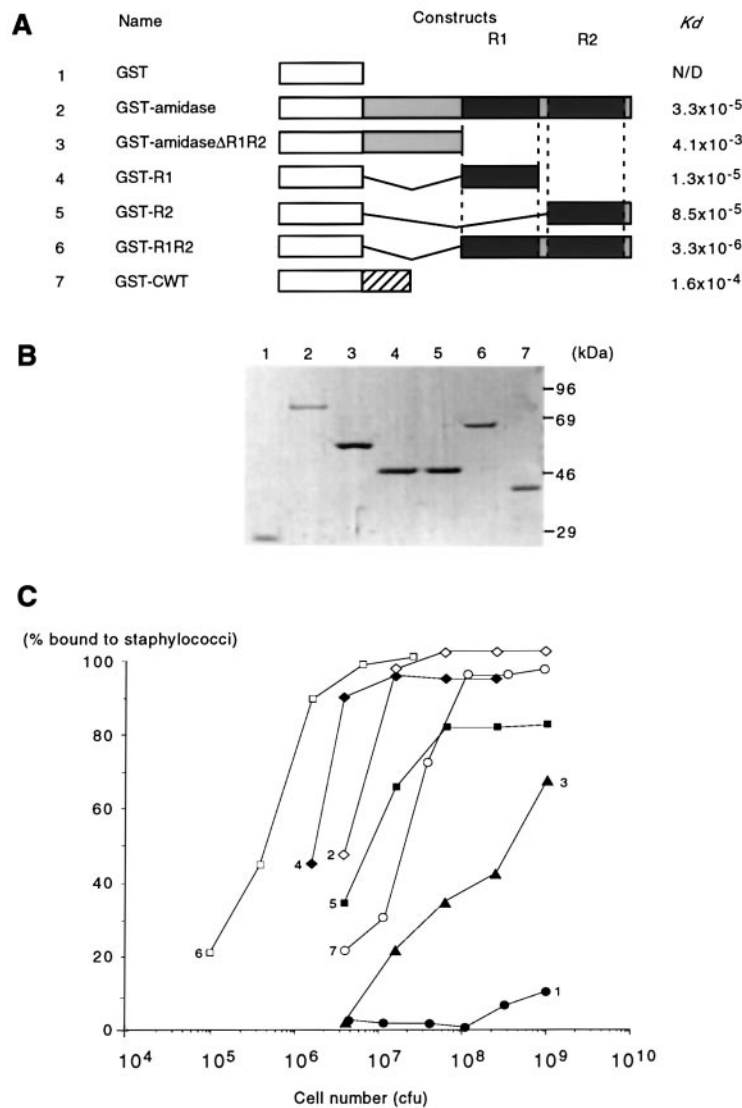 A
Name Constructs Kd
R1 R2
1 GST N/D
2 GST-amidase 3.3x10-5
3 GST-amidaseΔR1R2 4.1x10-3
4 GST-R1 1.3x10-5
5 GST-R2 8.5x10-5
6 GST-R1R2 3.3x10-6
7 GST-CWT 1.6x10-4
B
1 2 3 4 5 6 7 (kDa)
96
69
46
29
C
(% bound to staphylococci)
100
80
60
40
20
0
6
4
2
5
7
3
1
10^4 10^5 10^6 10^7 10^8 10^9 10^10
Cell number (cfu)